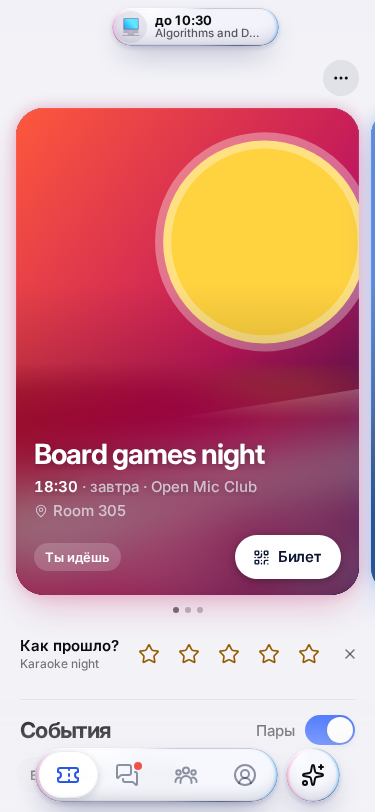 до 10:30
Algorithms and D...
Board games night
18:30 · завтра · Open Mic Club
Room 305
Ты идёшь
Билет
Как прошло?
Karaoke night
События
Пары